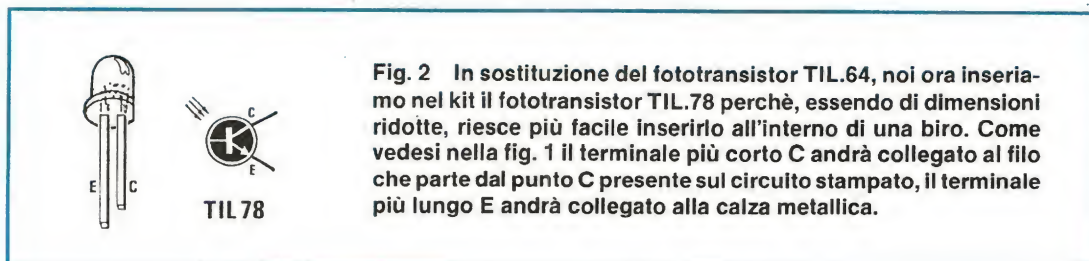 E C
C
E
TIL78
Fig. 2 In sostituzione del fototransistor TIL.64, noi ora inseria-
mo nel kit il fototransistor TIL.78 perchè, essendo di dimensioni
ridotte, riesce più facile inserirlo all'interno di una biro. Come
vedesi nella fig. 1 il terminale più corto C andrà collegato al filo
che parte dal punto C presente sul circuito stampato, il terminale
più lungo E andrà collegato alla calza metallica.